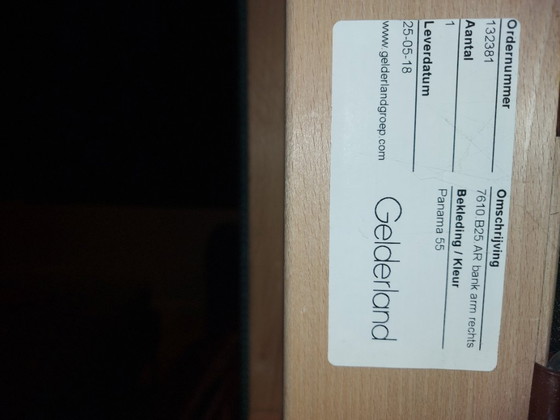 Ordernummer
132381
Aantal
1
Leverdatum
25-05-18
www.gelderlandgroep.com
Omschrijving
7610 B25 AR bank arm rechts
Bekleding / Kleur
Panama 55
Gelderland